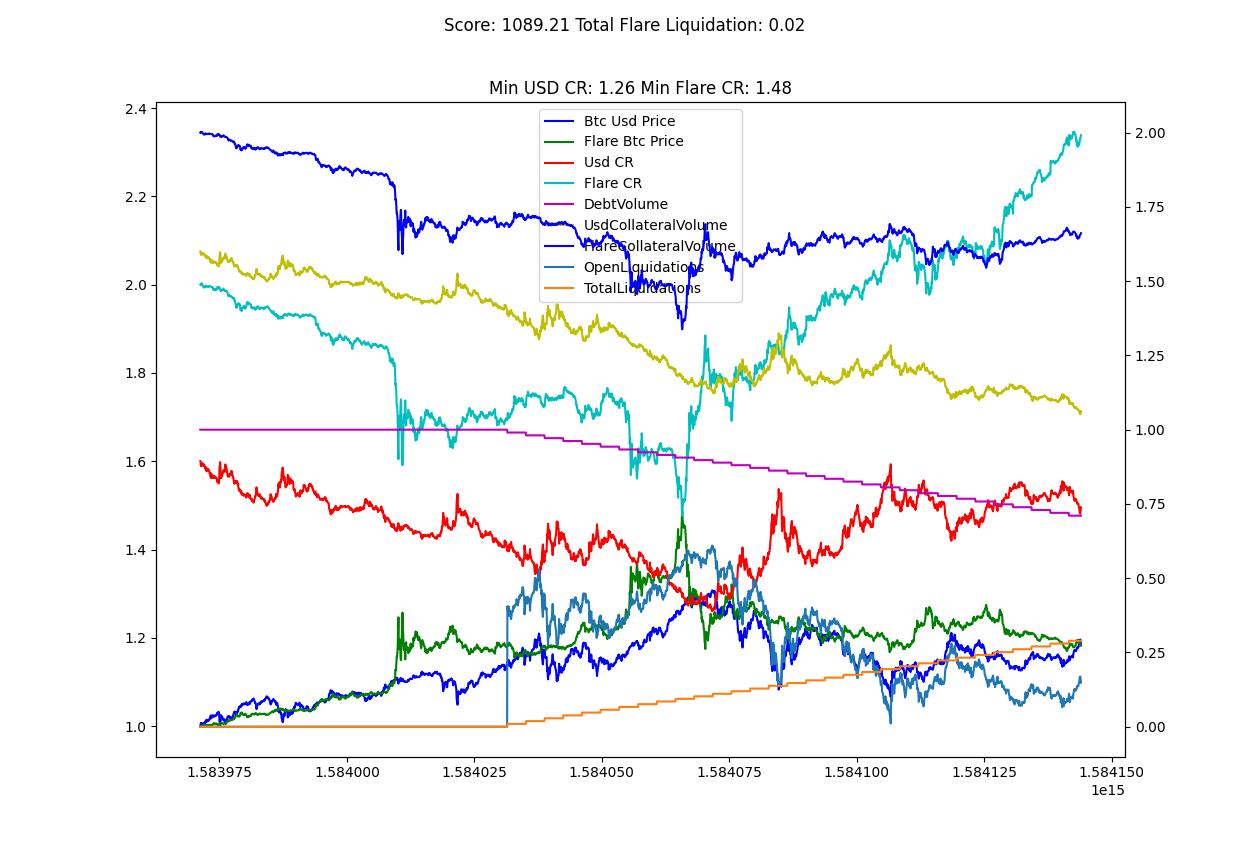 Score: 1089.21 Total Flare Liquidation: 0.02
Min USD CR: 1.26 Min Flare CR: 1.48
Btc Usd Price
Flare Btc Price
Usd CR
Flare CR
DebtVolume
UsdCollateralVolume
FlareCollateralVolume
OpenLiquidations
TotalLiquidations
2.4
2.2
2.0
1.8
1.6
1.4
1.2
1.0
2.00
1.75
1.50
1.25
1.00
0.75
0.50
0.25
0.00
1.583975 1.584000 1.584025 1.584050 1.584075 1.584100 1.584125 1.584150
1e15